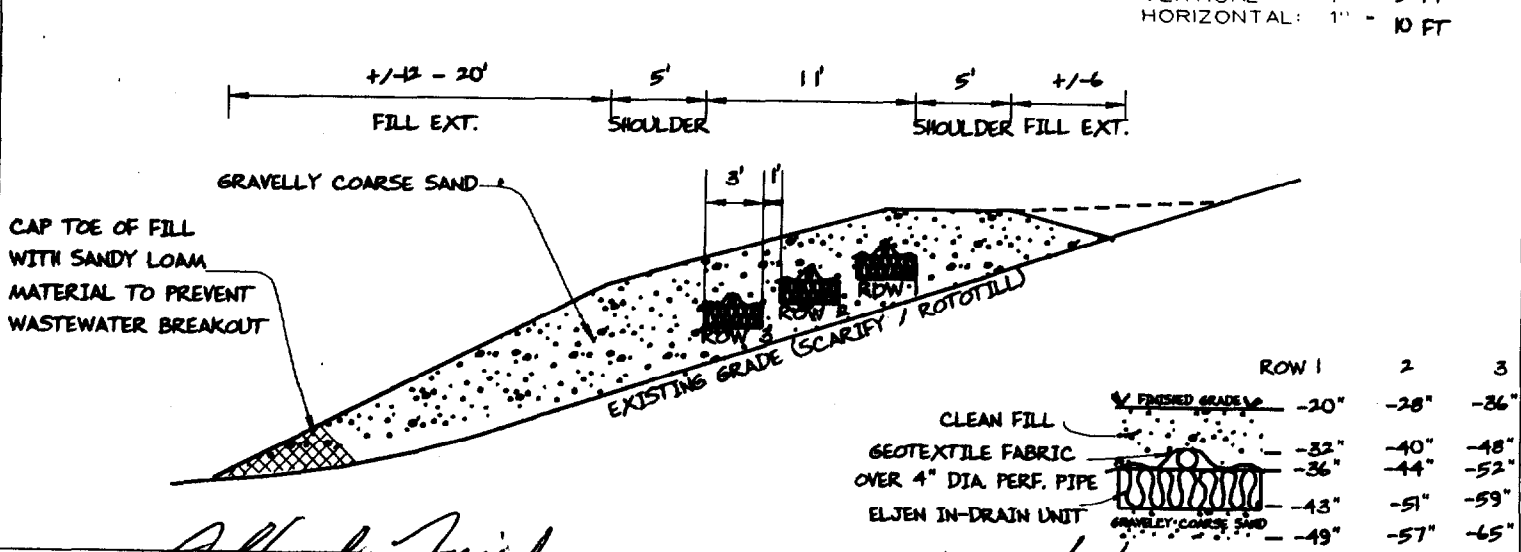 HORIZONTAL: 1" - 10 FT
+/-12 - 20' 5' 11' 5' +/-6
FILL EXT. SHOULDER SHOULDER FILL EXT.
3' 1'
GRAVELLY COARSE SAND
CAP TOE OF FILL
WITH SANDY LOAM
MATERIAL TO PREVENT
WASTEWATER BREAKOUT
ROW
ROW
ROW 3
EXISTING GRADE (SCARIFY / ROTOTILL)
ROW 1 2 3
FINISHED GRADE -20" -28" -36"
CLEAN FILL
GEOTEXTILE FABRIC -32" -40" -48"
OVER 4" DIA. PERF. PIPE -36" -44" -52"
ELJEN IN-DRAIN UNIT -43" -51" -59"
GRAVELEY COARSE SAND -49" -57" -65"